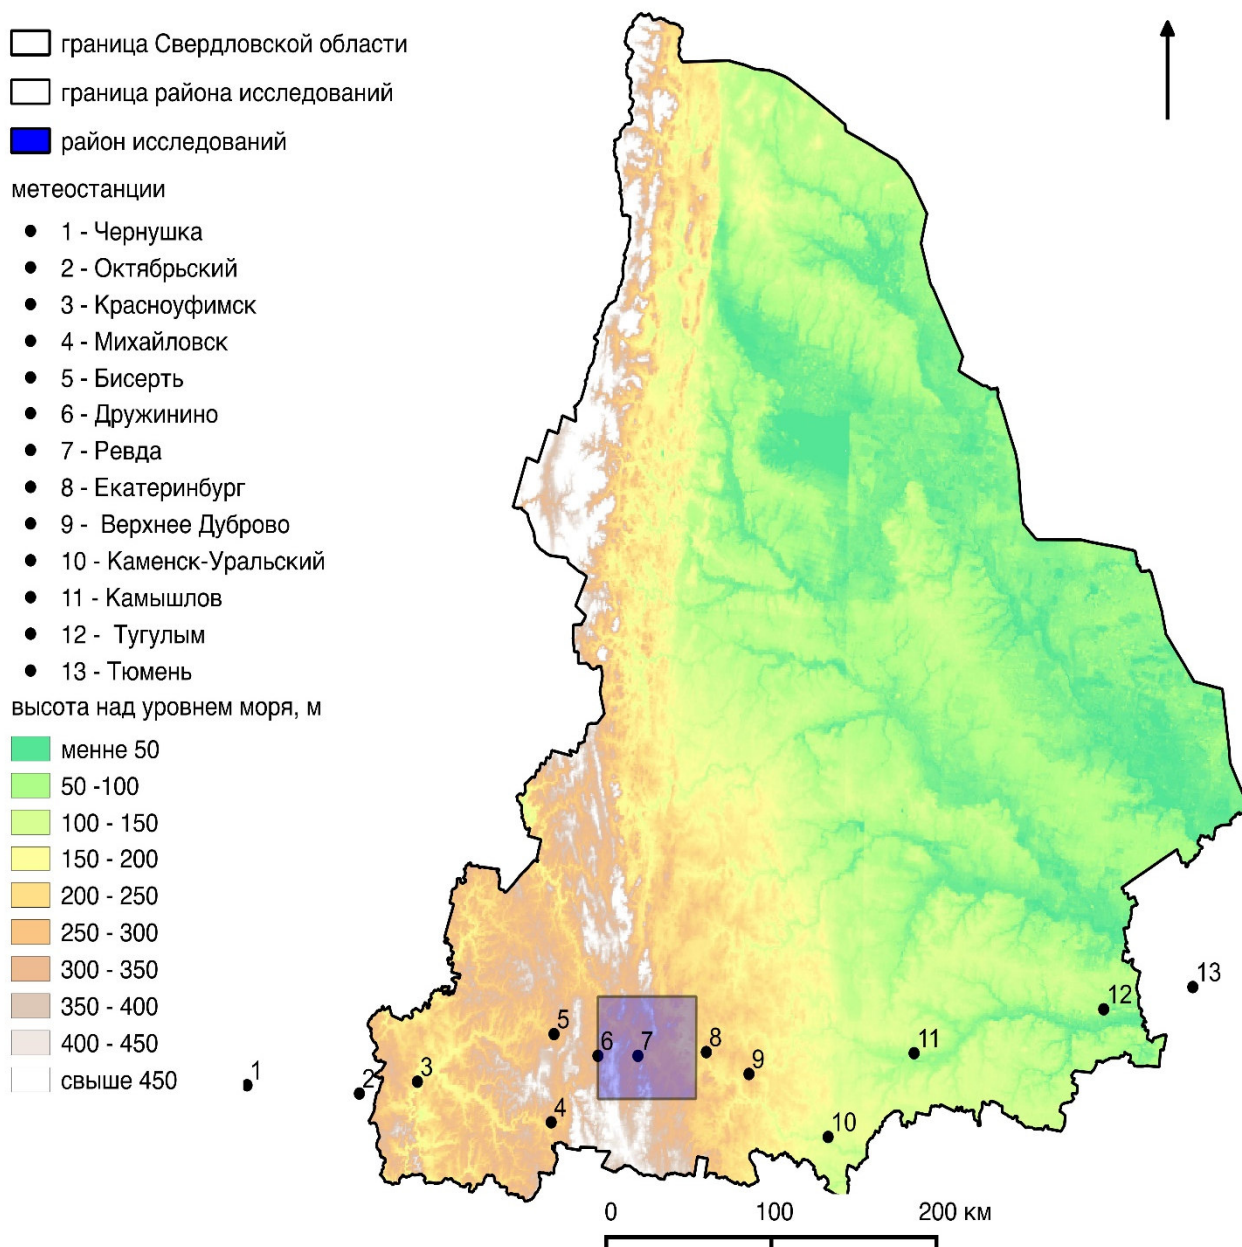 граница Свердловской области
граница района исследований
район исследований
метеостанции
1 - Чернушка
2 - Октябрьский
3 - Красноуфимск
4 - Михайловск
5 - Бисерть
6 - Дружинино
7 - Ревда
8 - Екатеринбург
9 - Верхнее Дуброво
10 - Каменск-Уральский
11 - Камышлов
12 - Тугулым
13 - Тюмень
высота над уровнем моря, м
менне 50
50 -100
100 - 150
150 - 200
200 - 250
250 - 300
300 - 350
350 - 400
400 - 450
свыше 450
1
2
3
4
5
6
7
8
9
10
11
12
13
0 100 200 км